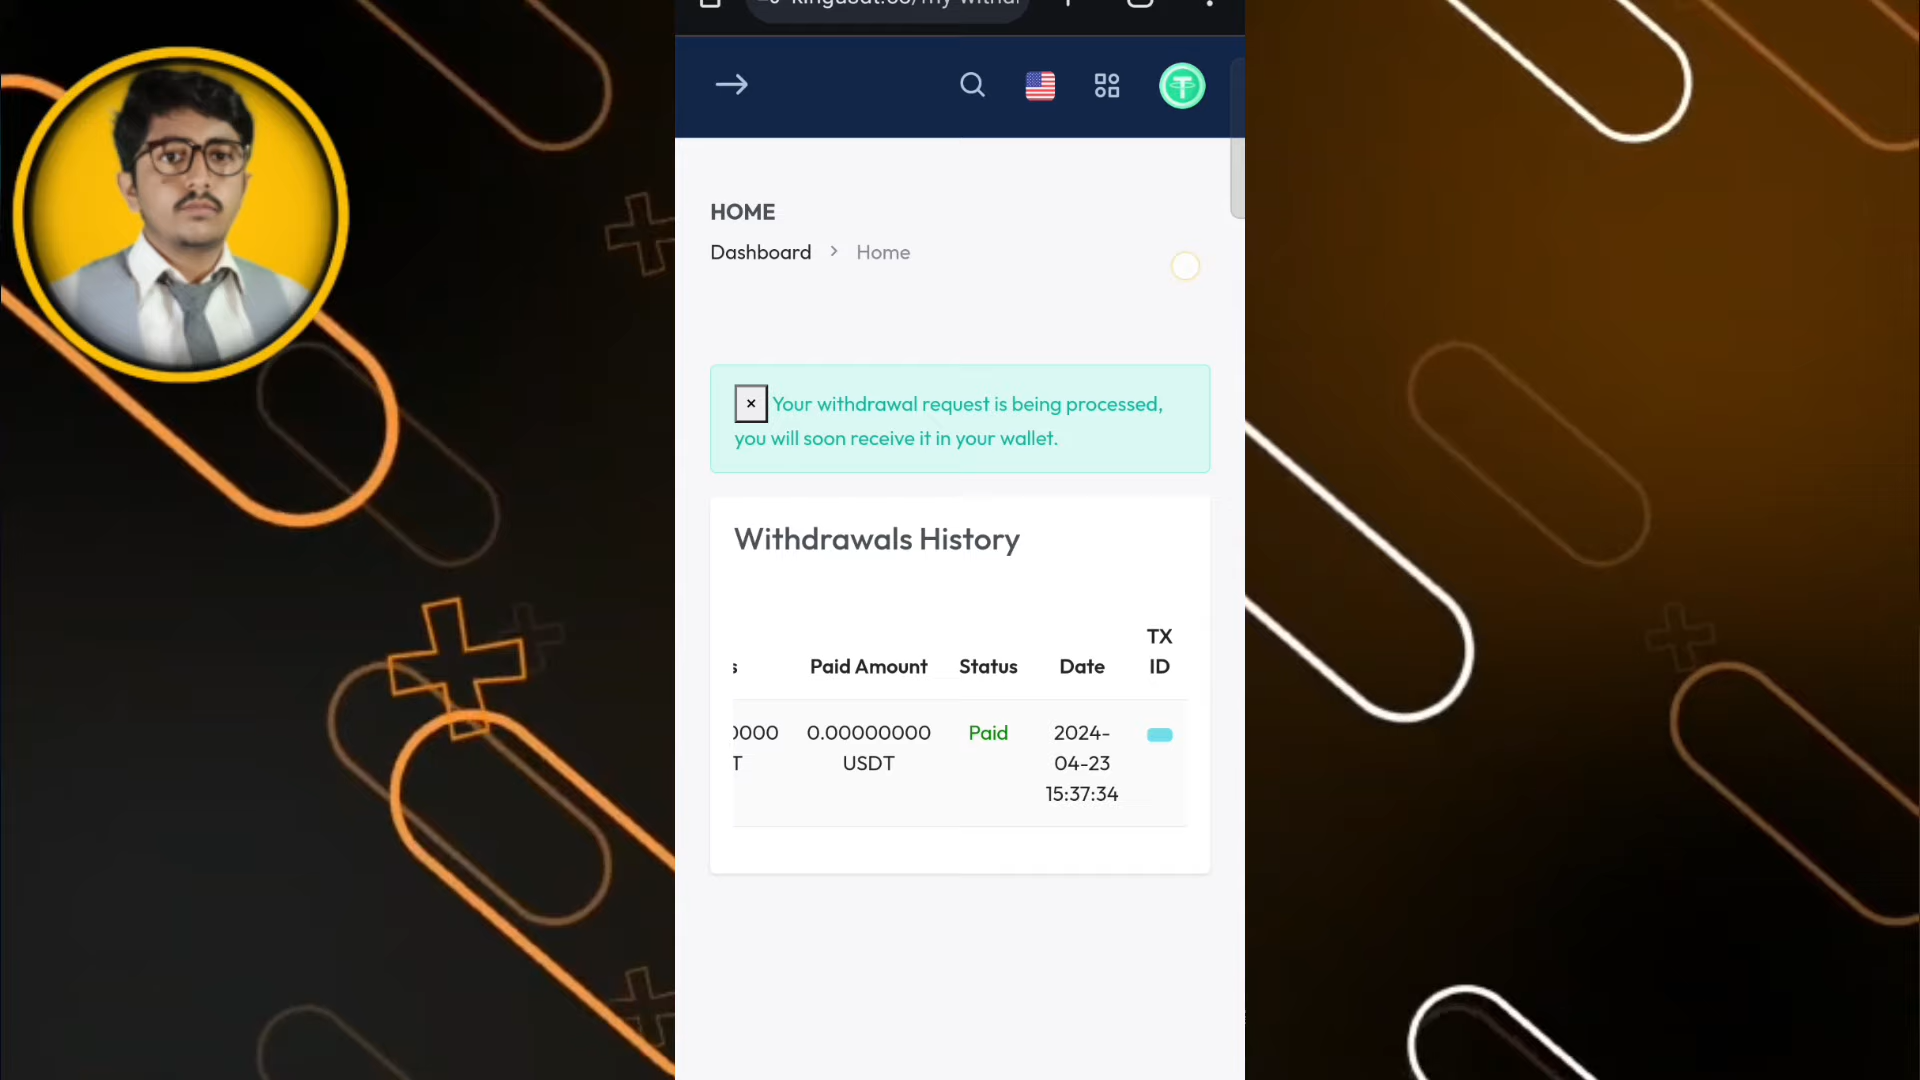 HOME
Dashboard > Home
× Your withdrawal request is being processed,
you will soon receive it in your wallet.
Withdrawals History
s Paid Amount Status Date TX ID
0000 T 0.00000000 USDT Paid 2024-04-23 15:37:34